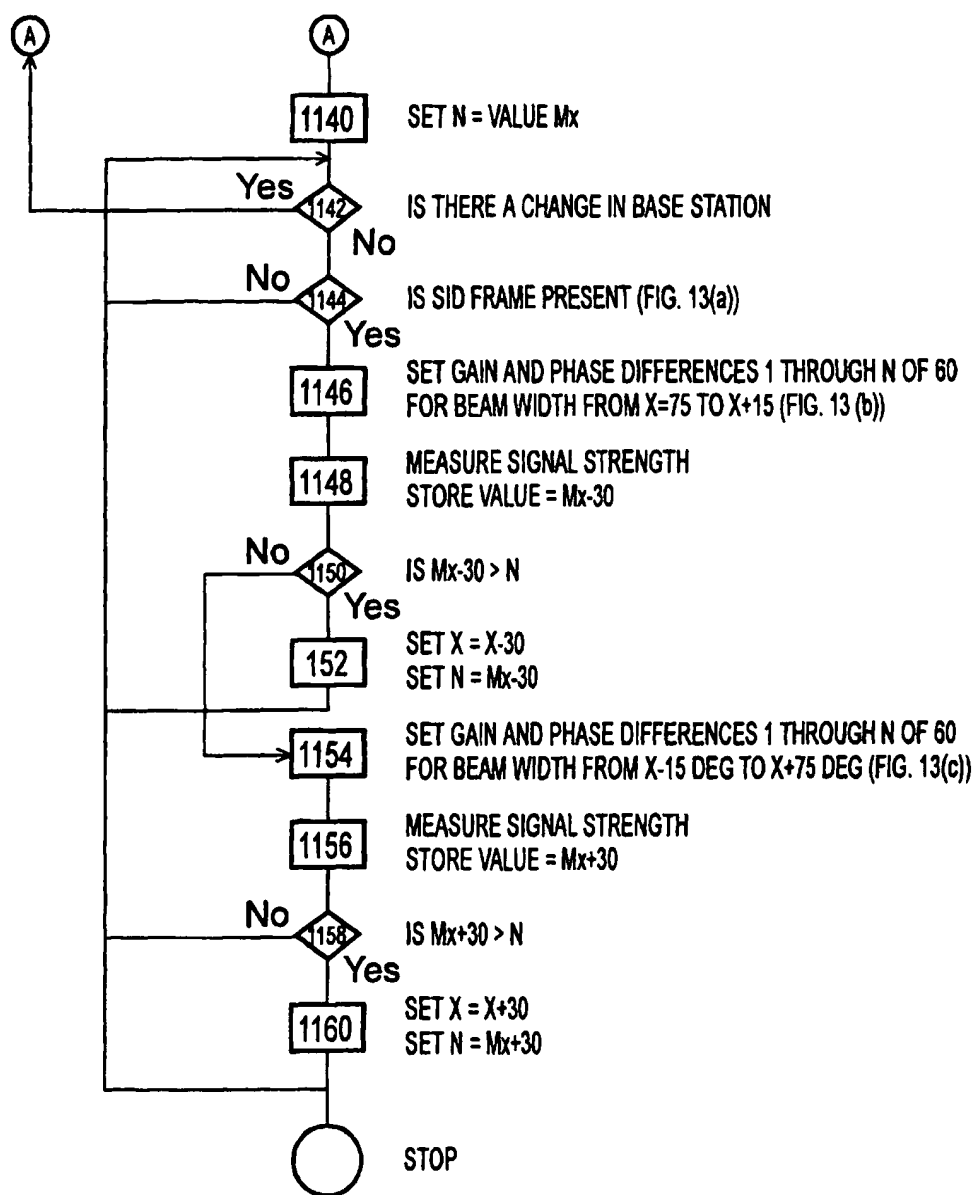 A
A
1140 SET N = VALUE Mx
Yes
1142 IS THERE A CHANGE IN BASE STATION
No
No
1144 IS SID FRAME PRESENT (FIG. 13(a))
Yes
1146 SET GAIN AND PHASE DIFFERENCES 1 THROUGH N OF 60
FOR BEAM WIDTH FROM X=75 TO X+15 (FIG. 13 (b))
1148 MEASURE SIGNAL STRENGTH
STORE VALUE = Mx-30
No
1150 IS Mx-30 > N
Yes
152 SET X = X-30
SET N = Mx-30
1154 SET GAIN AND PHASE DIFFERENCES 1 THROUGH N OF 60
FOR BEAM WIDTH FROM X-15 DEG TO X+75 DEG (FIG. 13(c))
1156 MEASURE SIGNAL STRENGTH
STORE VALUE = Mx+30
No
1158 IS Mx+30 > N
Yes
1160 SET X = X+30
SET N = Mx+30
STOP